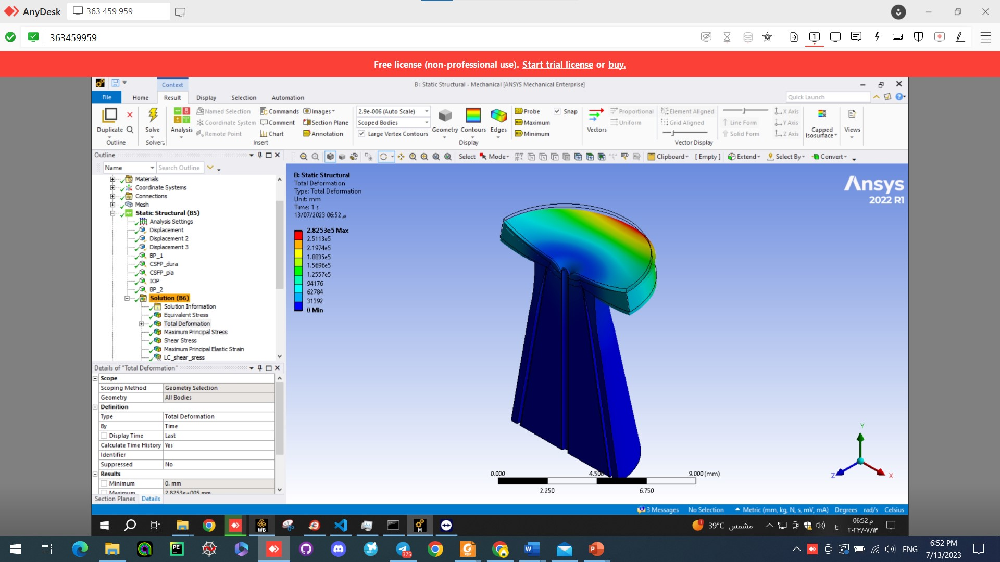 AnyDesk
363 459 959
363459959
Free license (non-professional use). Start trial license or buy.
Context
B : Static Structural - Mechanical [ANSYS Mechanical Enterprise]
File
Home
Result
Display
Selection
Automation
Quick Launch
Duplicate
Outline
Solve
Solver
Analysis
Named Selection
Coordinate System
Remote Point
Commands
Comment
Chart
Images
Section Plane
Annotation
Insert
2.9e-006 (Auto Scale)
Scoped Bodies
Large Vertex Contours
Geometry
Contours
Edges
Display
Probe
Maximum
Minimum
Snap
Vectors
Proportional
Uniform
Element Aligned
Grid Aligned
Line Form
Solid Form
X Axis
Y Axis
Z Axis
Vector Display
Capped
Isosurface
Views
Outline
Name
Search Outline
Select
Mode
Clipboard
[ Empty ]
Extend
Select By
Convert
Materials
Coordinate Systems
Connections
Mesh
Static Structural (B5)
Analysis Settings
Displacement
Displacement 2
Displacement 3
BP_1
CSFP_dura
CSFP_pia
IOP
BP_2
Solution (B6)
Solution Information
Equivalent Stress
Total Deformation
Maximum Principal Stress
Shear Stress
Maximum Principal Elastic Strain
LC_shear_sress
Details of "Total Deformation"
Scope
Scoping Method Geometry Selection
Geometry All Bodies
Definition
Type Total Deformation
By Time
Display Time Last
Calculate Time History Yes
Identifier
Suppressed No
Results
Minimum 0. mm
Maximum 2.8253e+005 mm
Section Planes
Details
B: Static Structural
Total Deformation
Type: Total Deformation
Unit: mm
Time: 1 s
13/07/2023 06:52 م
2.8253e5 Max
2.5113e5
2.1974e5
1.8835e5
1.5696e5
1.2557e5
94176
62784
31392
0 Min
Ansys
2022 R1
0.000
4.500
9.000 (mm)
2.250
6.750
Y
Z
X
3 Messages
No Selection
Metric (mm, kg, N, s, mV, mA)
Degrees
rad/s
Celsius
WB
M
1
39°C مشمس
ع
06:52 م
٢٠٢٣/٠٧/١٣
PE
375
PDF
W
P
ENG
6:52 PM
7/13/2023